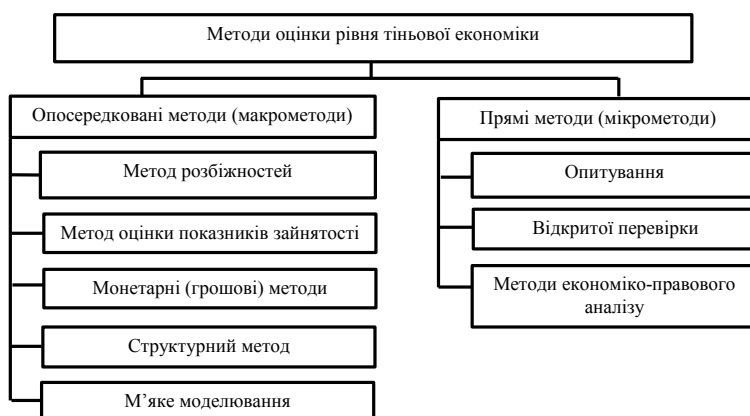 Методи оцінки рівня тіньової економіки
Опосередковані методи (макрометоди)
Метод розбіжностей
Метод оцінки показників зайнятості
Монетарні (грошові) методи
Структурний метод
М’яке моделювання
Прямі методи (мікрометоди)
Опитування
Відкритої перевірки
Методи економіко-правового
аналізу